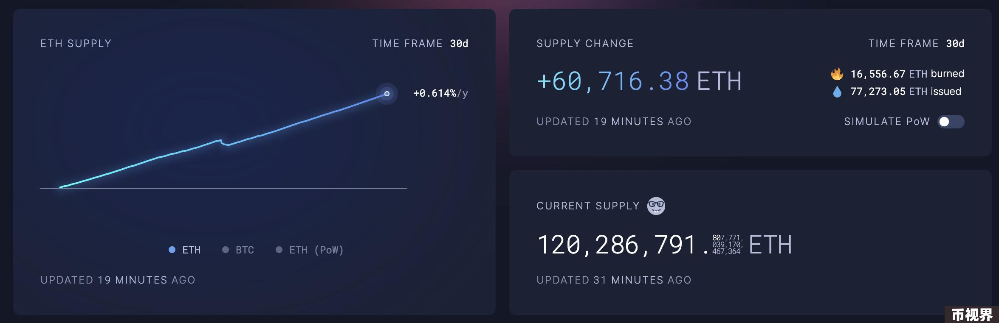 ETH SUPPLY
TIME FRAME 30d
+0.614%/y
ETH
BTC
ETH (PoW)
UPDATED 19 MINUTES AGO
SUPPLY CHANGE
TIME FRAME 30d
+60,716.38 ETH
16,556.67 ETH burned
77,273.05 ETH issued
UPDATED 19 MINUTES AGO
SIMULATE PoW
CURRENT SUPPLY
120,286,791.807,771,039,170,467,364 ETH
UPDATED 31 MINUTES AGO
币视界